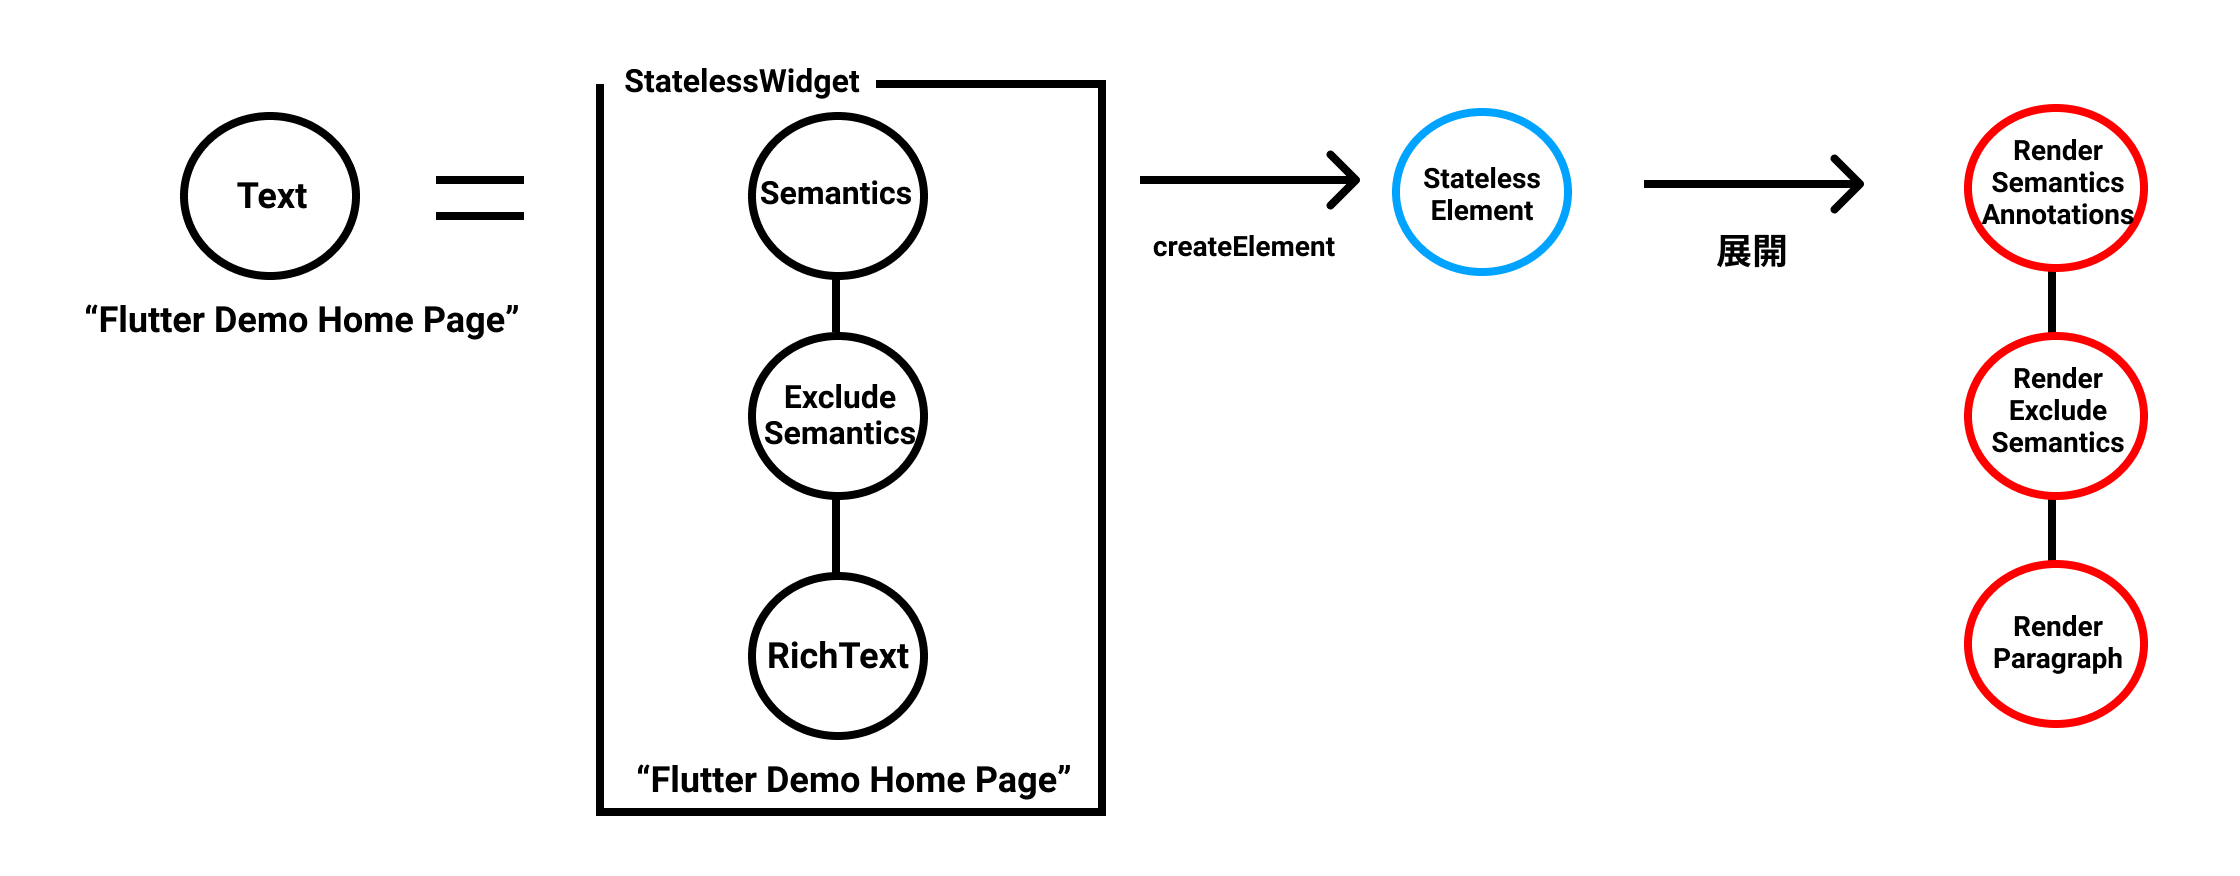 Text
“Flutter Demo Home Page”
StatelessWidget
Semantics
Exclude
Semantics
RichText
“Flutter Demo Home Page”
createElement
Stateless
Element
展開
Render
Semantics
Annotations
Render
Exclude
Semantics
Render
Paragraph